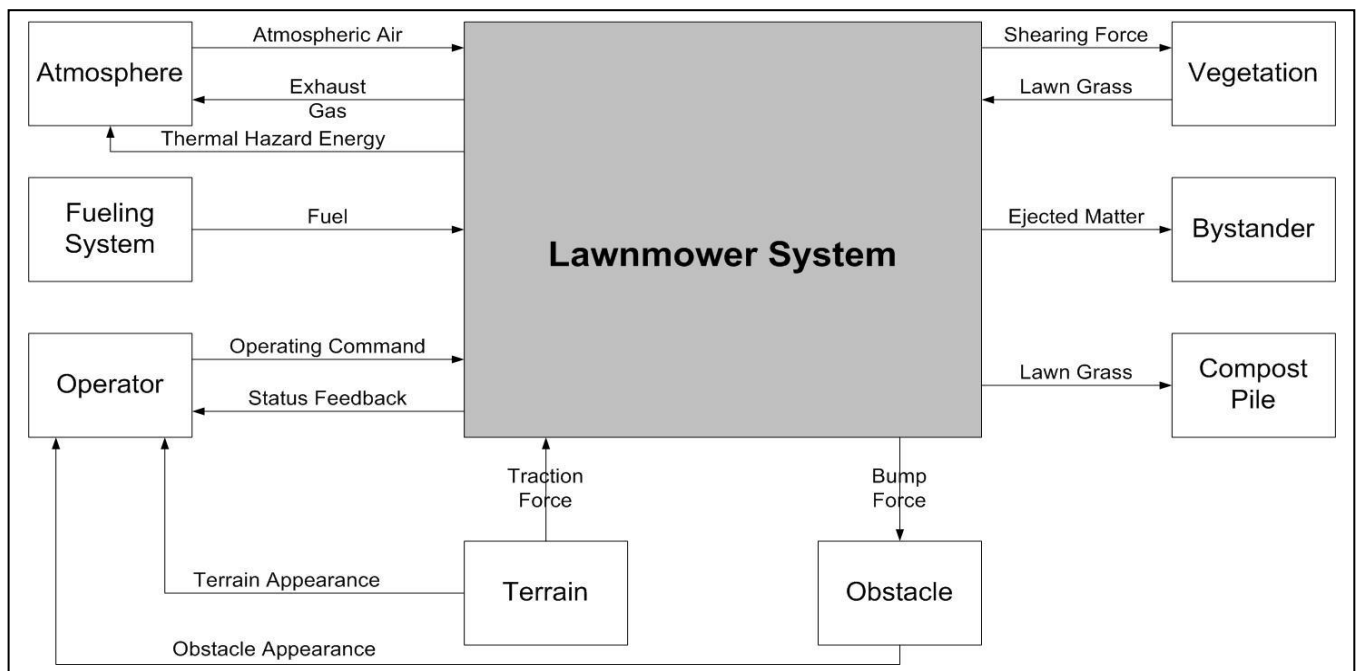 Atmosphere
Atmospheric Air
Exhaust
Gas
Thermal Hazard Energy
Fueling
System
Fuel
Operator
Operating Command
Status Feedback
Lawnmower System
Shearing Force
Lawn Grass
Vegetation
Ejected Matter
Bystander
Lawn Grass
Compost
Pile
Traction
Force
Bump
Force
Terrain Appearance
Terrain
Obstacle
Obstacle Appearance